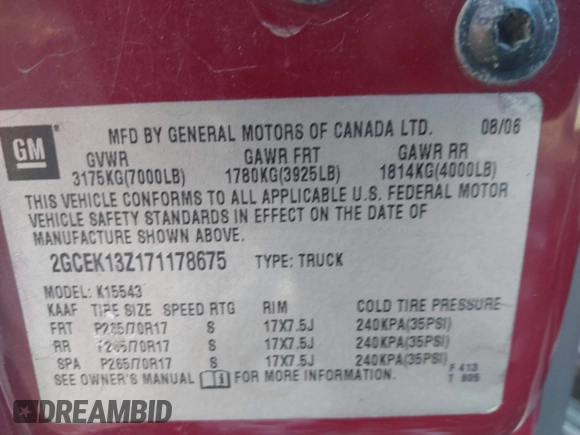 GM ®
MFD BY GENERAL MOTORS OF CANADA LTD. 08/06
GVWR GAWR FRT GAWR RR
3175KG(7000LB) 1780KG(3925LB) 1814KG(4000LB)
THIS VEHICLE CONFORMS TO ALL APPLICABLE U.S. FEDERAL MOTOR
VEHICLE SAFETY STANDARDS IN EFFECT ON THE DATE OF
MANUFACTURE SHOWN ABOVE.
2GCEK13Z171178675 TYPE: TRUCK
MODEL: K15543
KAAF TIRE SIZE SPEED RTG RIM COLD TIRE PRESSURE
FRT P265/70R17 S 17X7.5J 240KPA(35PSI)
RR P265/70R17 S 17X7.5J 240KPA(35PSI)
SPA P265/70R17 S 17X7.5J 240KPA(35PSI)
SEE OWNER'S MANUAL FOR MORE INFORMATION.
F 413
T 805
DREAMBID